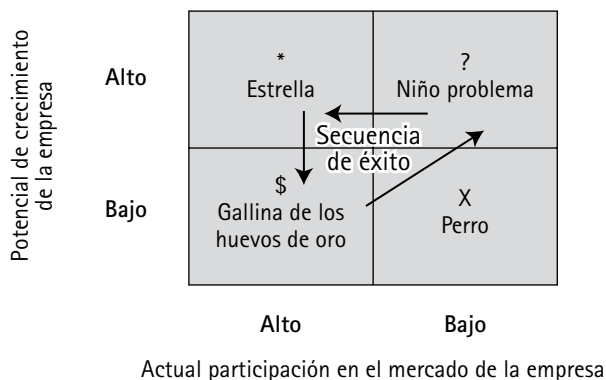 Potencial de crecimiento
de la empresa
Alto
*
Estrella
?
Niño problema
Secuencia
de éxito
Bajo
$
Gallina de los
huevos de oro
X
Perro
Alto
Bajo
Actual participación en el mercado de la empresa